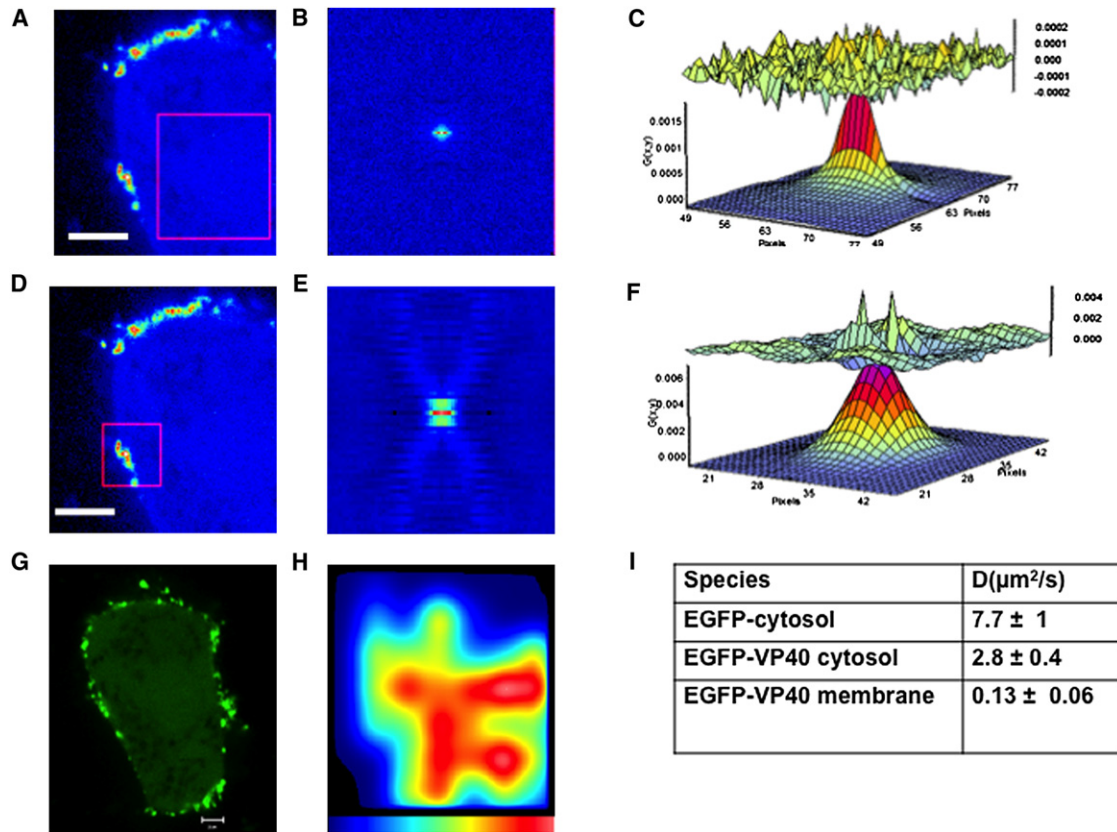 A
B
C
0.0002
0.0001
0.000
-0.0001
-0.0002
0.0015
0.0010
0.0005
0.000
G(x,y)
49
56
63
70
77
Pixels
77
70
63
56
49
Pixels
D
E
F
0.004
0.002
0.000
0.006
0.004
0.002
0.000
G(x,y)
21
28
35
42
Pixels
42
35
28
21
Pixels
G
H
I
Species D(µm²/s)
EGFP-cytosol 7.7 ± 1
EGFP-VP40 cytosol 2.8 ± 0.4
EGFP-VP40 membrane 0.13 ± 0.06